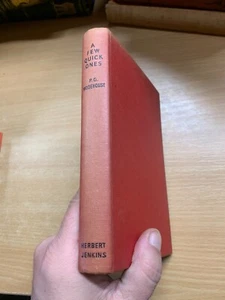 A
FEW
QUICK
ONES
P. G.
WODEHOUSE
HERBERT
JENKINS